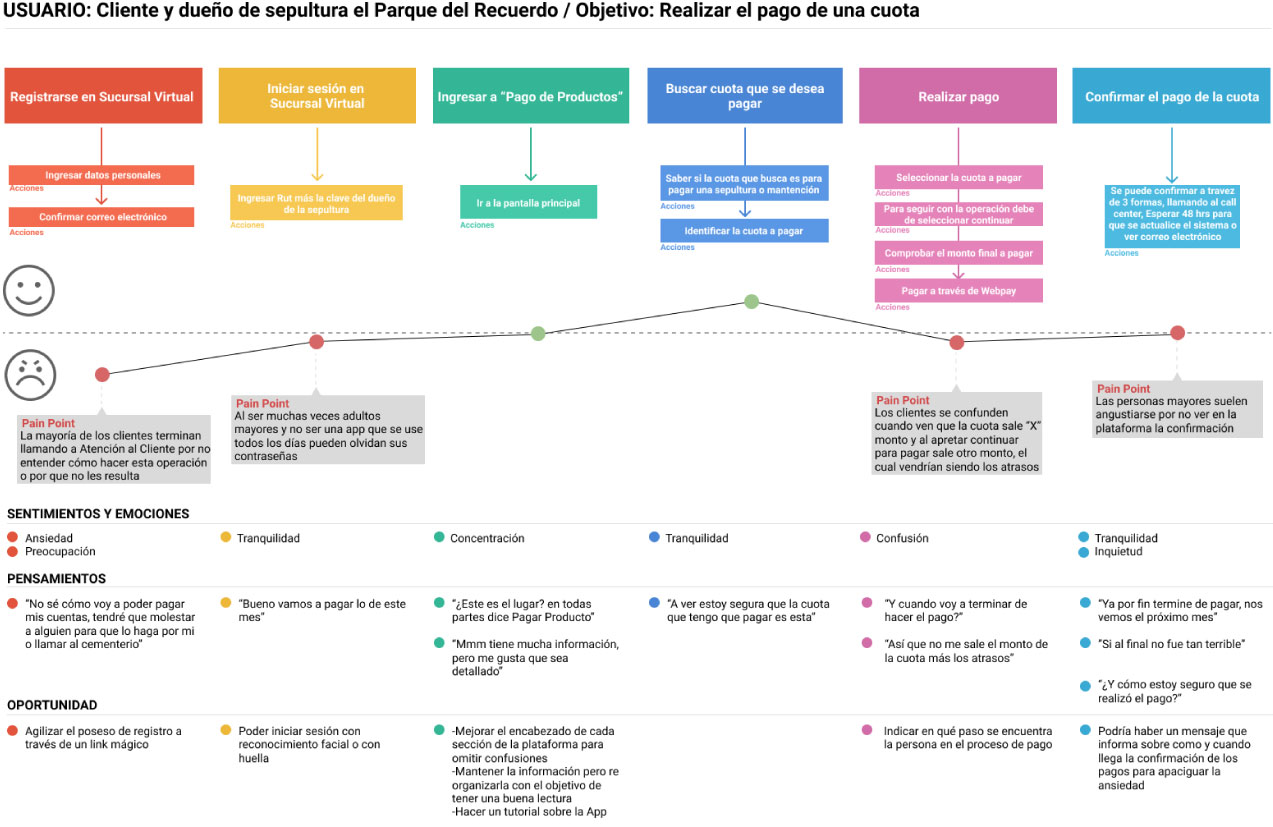 USUARIO: Cliente y dueño de sepultura el Parque del Recuerdo / Objetivo: Realizar el pago de una cuota
Registrarse en Sucursal Virtual
Ingresar datos personales
Acciones
Confirmar correo electrónico
Acciones
Iniciar sesión en
Sucursal Virtual
Ingresar Rut más la clave del dueño
de la sepultura
Acciones
Ingresar a “Pago de Productos”
Ir a la pantalla principal
Acciones
Buscar cuota que se desea
pagar
Saber si la cuota que busca es para
pagar una sepultura o mantención
Acciones
Identificar la cuota a pagar
Acciones
Realizar pago
Seleccionar la cuota a pagar
Acciones
Para seguir con la operación debe
de seleccionar continuar
Acciones
Comprobar el monto final a pagar
Acciones
Pagar a través de Webpay
Acciones
Confirmar el pago de la cuota
Se puede confirmar a travez
de 3 formas, llamando al call
center, Esperar 48 hrs para
que se actualice el sistema o
ver correo electrónico
Acciones
Pain Point
La mayoría de los clientes terminan
llamando a Atención al Cliente por no
entender cómo hacer esta operación
o por que no les resulta
Pain Point
Al ser muchas veces adultos
mayores y no ser una app que se use
todos los días pueden olvidan sus
contraseñas
Pain Point
Los clientes se confunden
cuando ven que la cuota sale “X”
monto y al apretar continuar
para pagar sale otro monto, el
cual vendrían siendo los atrasos
Pain Point
Las personas mayores suelen
angustiarse por no ver en la
plataforma la confirmación
SENTIMIENTOS Y EMOCIONES
Ansiedad
Preocupación
Tranquilidad
Concentración
Tranquilidad
Confusión
Tranquilidad
Inquietud
PENSAMIENTOS
“No sé cómo voy a poder pagar
mis cuentas, tendré que molestar
a alguien para que lo haga por mi
o llamar al cementerio”
“Bueno vamos a pagar lo de este
mes”
“¿Este es el lugar? en todas
partes dice Pagar Producto”
“Mmm tiene mucha información,
pero me gusta que sea
detallado”
“A ver estoy segura que la cuota
que tengo que pagar es esta”
“Y cuando voy a terminar de
hacer el pago?”
“Así que no me sale el monto de
la cuota más los atrasos”
“Ya por fin termine de pagar, nos
vemos el próximo mes”
“Si al final no fue tan terrible”
“¿Y cómo estoy seguro que se
realizó el pago?”
OPORTUNIDAD
Agilizar el poseso de registro a
través de un link mágico
Poder iniciar sesión con
reconocimiento facial o con
huella
-Mejorar el encabezado de cada
sección de la plataforma para
omitir confusiones
-Mantener la información pero re
organizarla con el objetivo de
tener una buena lectura
-Hacer un tutorial sobre la App
Indicar en qué paso se encuentra
la persona en el proceso de pago
Podría haber un mensaje que
informa sobre como y cuando
llega la confirmación de los
pagos para apaciguar la
ansiedad